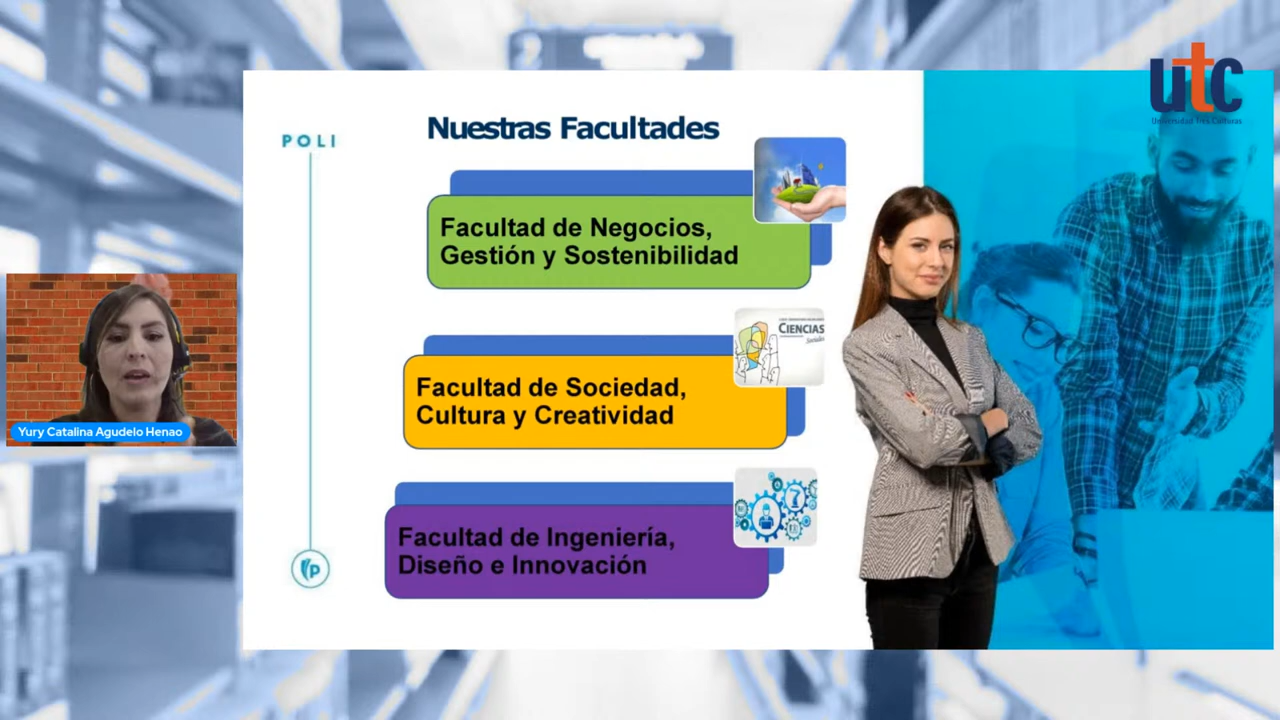 utc
Universidad Tres Culturas
POLI
Nuestras Facultades
Facultad de Negocios,
Gestión y Sostenibilidad
CIENCIAS
Sociales
Facultad de Sociedad,
Cultura y Creatividad
Facultad de Ingeniería,
Diseño e Innovación
P
Yury Catalina Agudelo Henao